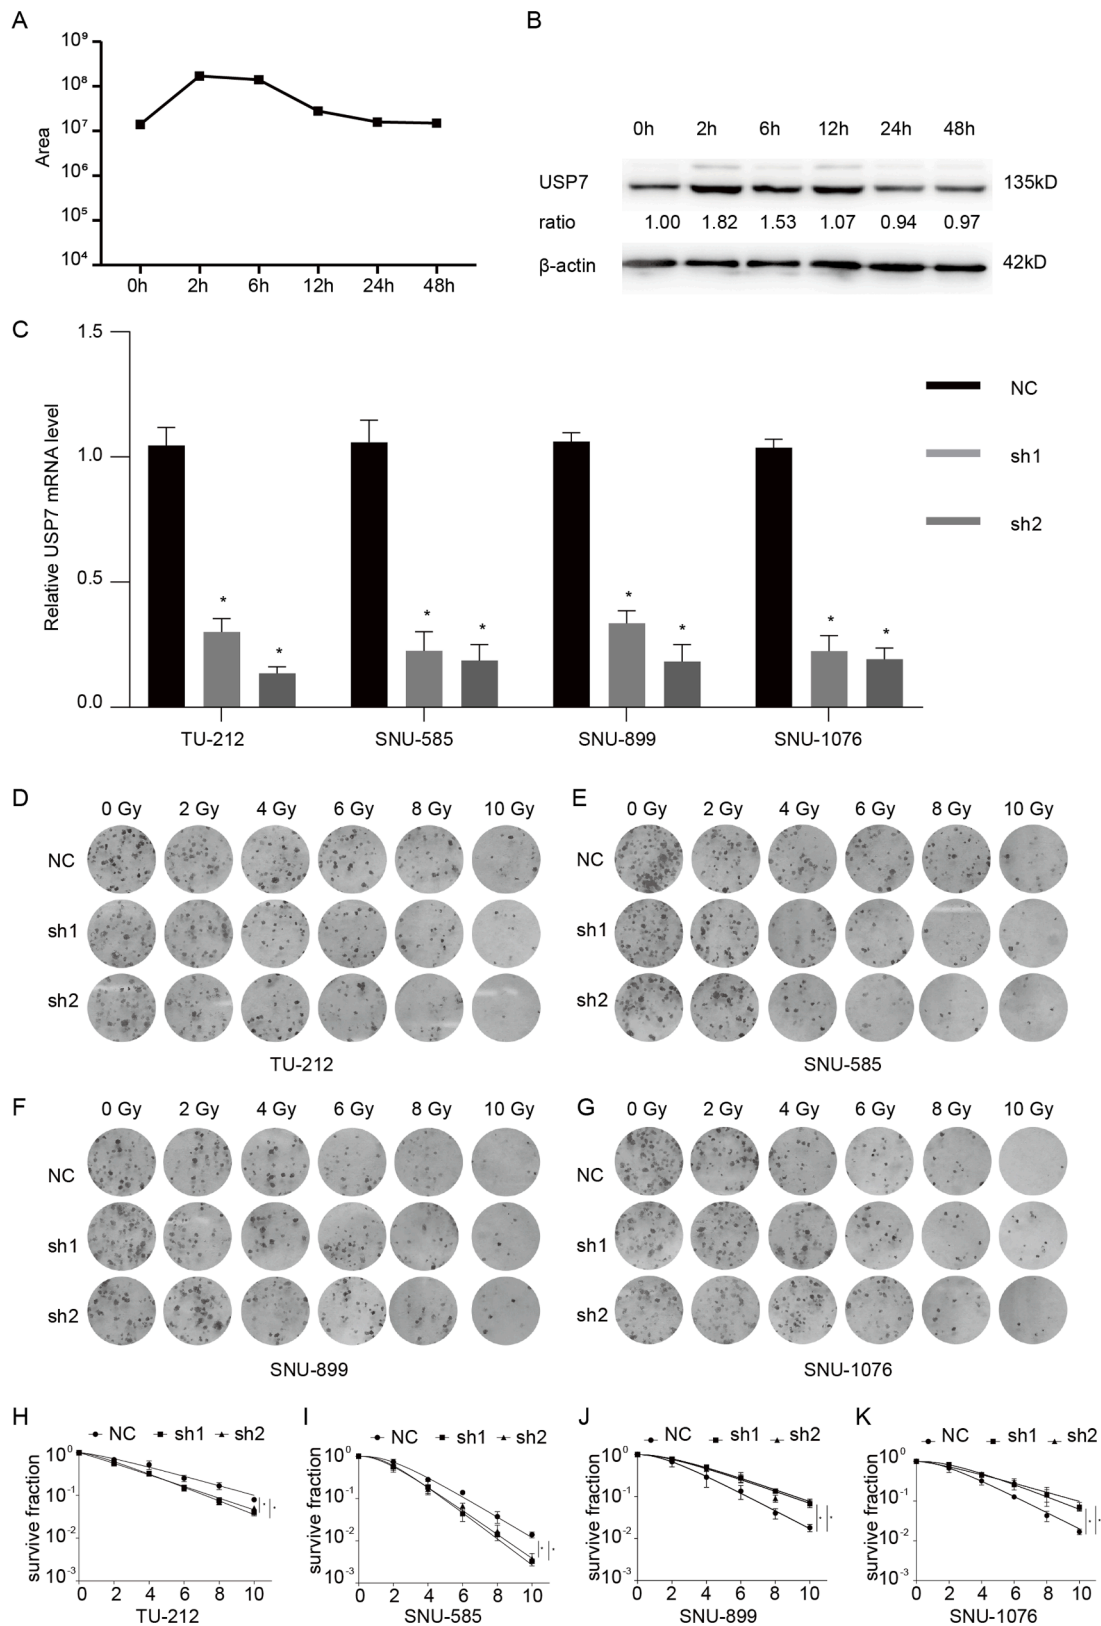 A
B
10⁹
10⁸
10⁷
10⁶
10⁵
10⁴
Area
0h 2h 6h 12h 24h 48h
0h 2h 6h 12h 24h 48h
USP7 135kD
ratio 1.00 1.82 1.53 1.07 0.94 0.97
β-actin 42kD
C
1.5
1.0
0.5
0.0
Relative USP7 mRNA level
NC
sh1
sh2
* * * * * * * *
TU-212 SNU-585 SNU-899 SNU-1076
D
0 Gy 2 Gy 4 Gy 6 Gy 8 Gy 10 Gy
NC
sh1
sh2
TU-212
E
0 Gy 2 Gy 4 Gy 6 Gy 8 Gy 10 Gy
NC
sh1
sh2
SNU-585
F
0 Gy 2 Gy 4 Gy 6 Gy 8 Gy 10 Gy
NC
sh1
sh2
SNU-899
G
0 Gy 2 Gy 4 Gy 6 Gy 8 Gy 10 Gy
NC
sh1
sh2
SNU-1076
H
NC sh1 sh2
10⁰
10⁻¹
10⁻²
10⁻³
survive fraction
* *
0 2 4 6 8 10
TU-212
I
NC sh1 sh2
10⁰
10⁻¹
10⁻²
10⁻³
survive fraction
* *
0 2 4 6 8 10
SNU-585
J
NC sh1 sh2
10⁰
10⁻¹
10⁻²
10⁻³
survive fraction
* *
0 2 4 6 8 10
SNU-899
K
NC sh1 sh2
10⁰
10⁻¹
10⁻²
10⁻³
survive fraction
* *
0 2 4 6 8 10
SNU-1076